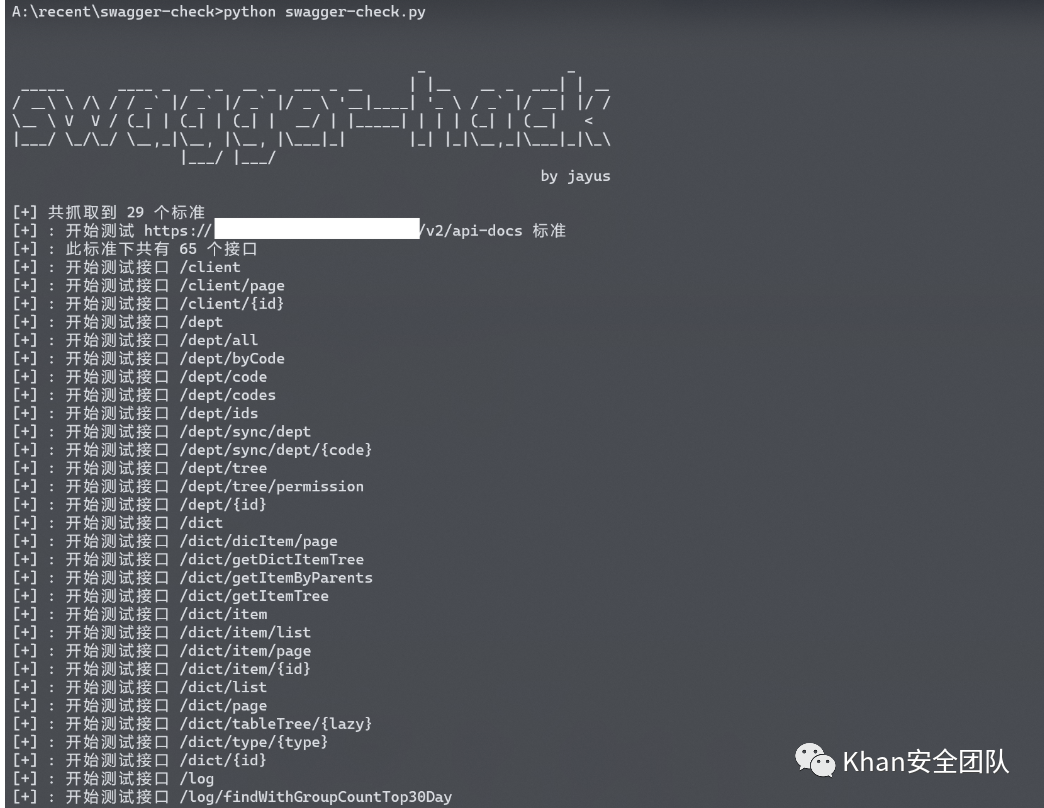 A:\recent\swagger-check>python swagger-check.py
swagger-hack
by jayus
[+] 共抓取到 29 个标准
[+] : 开始测试 https:// /v2/api-docs 标准
[+] : 此标准下共有 65 个接口
[+] : 开始测试接口 /client
[+] : 开始测试接口 /client/page
[+] : 开始测试接口 /client/{id}
[+] : 开始测试接口 /dept
[+] : 开始测试接口 /dept/all
[+] : 开始测试接口 /dept/byCode
[+] : 开始测试接口 /dept/code
[+] : 开始测试接口 /dept/codes
[+] : 开始测试接口 /dept/ids
[+] : 开始测试接口 /dept/sync/dept
[+] : 开始测试接口 /dept/sync/dept/{code}
[+] : 开始测试接口 /dept/tree
[+] : 开始测试接口 /dept/tree/permission
[+] : 开始测试接口 /dept/{id}
[+] : 开始测试接口 /dict
[+] : 开始测试接口 /dict/dicItem/page
[+] : 开始测试接口 /dict/getDictItemTree
[+] : 开始测试接口 /dict/getItemByParents
[+] : 开始测试接口 /dict/getItemTree
[+] : 开始测试接口 /dict/item
[+] : 开始测试接口 /dict/item/list
[+] : 开始测试接口 /dict/item/page
[+] : 开始测试接口 /dict/item/{id}
[+] : 开始测试接口 /dict/list
[+] : 开始测试接口 /dict/page
[+] : 开始测试接口 /dict/tableTree/{lazy}
[+] : 开始测试接口 /dict/type/{type}
[+] : 开始测试接口 /dict/{id}
[+] : 开始测试接口 /log
[+] : 开始测试接口 /log/findWithGroupCountTop30Day
Khan安全团队